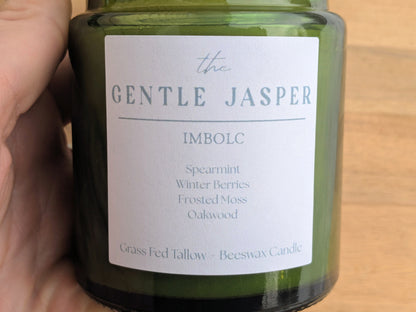 the
GENTLE JASPER
IMBOLC
Spearmint
Winter Berries
Frosted Moss
Oakwood
Grass Fed Tallow - Beeswax Candle